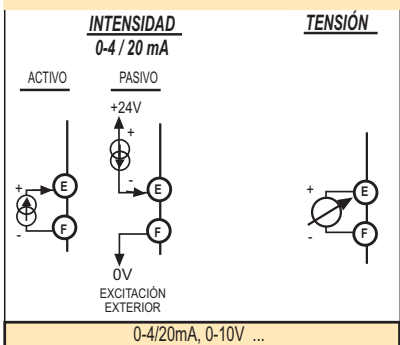 INTENSIDAD
0-4 / 20 mA
TENSIÓN
ACTIVO
PASIVO
+24V
+
-
E
F
+
-
E
F
0V
EXCITACIÓN
EXTERIOR
+
-
E
F
0-4/20mA, 0-10V ...